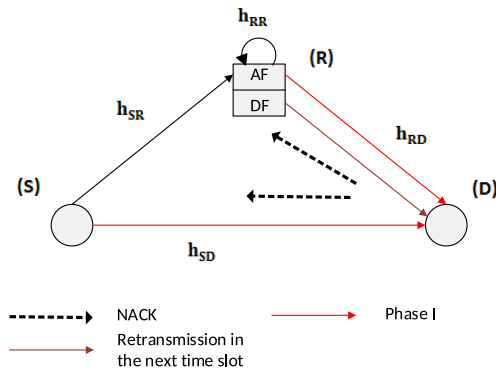 h_RR
(R)
AF
DF
h_SR
h_RD
(S)
(D)
h_SD
NACK
Phase I
Retransmission in
the next time slot